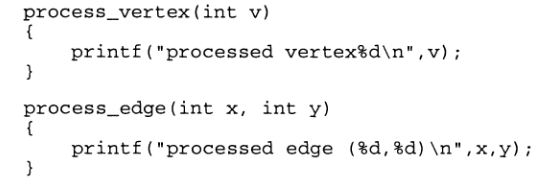 process_vertex(int v)
{
    printf("processed vertex%d\n",v);
}
process_edge(int x, int y)
{
    printf("processed edge (%d,%d)\n",x,y);
}